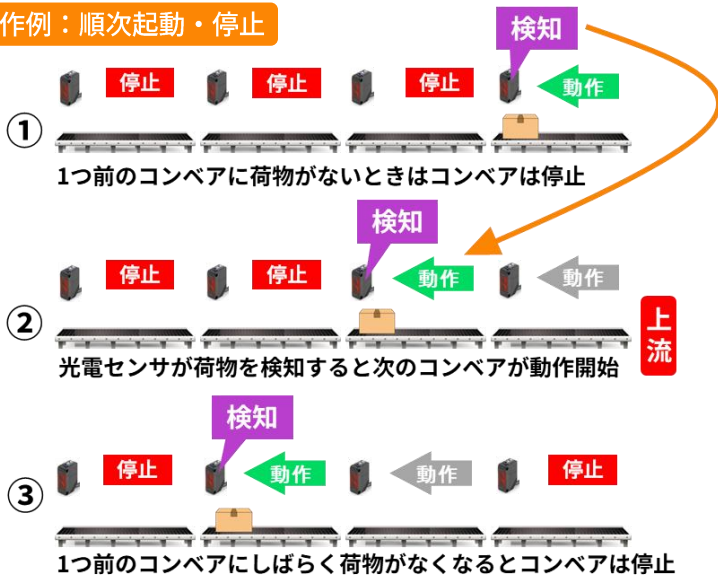 作例：順次起動・停止
検知
停止
停止
停止
動作
①
1つ前のコンベアに荷物がないときはコンベアは停止
検知
停止
停止
動作
動作
②
上流
光電センサが荷物を検知すると次のコンベアが動作開始
検知
停止
動作
動作
停止
③
1つ前のコンベアにしばらく荷物がなくなるとコンベアは停止